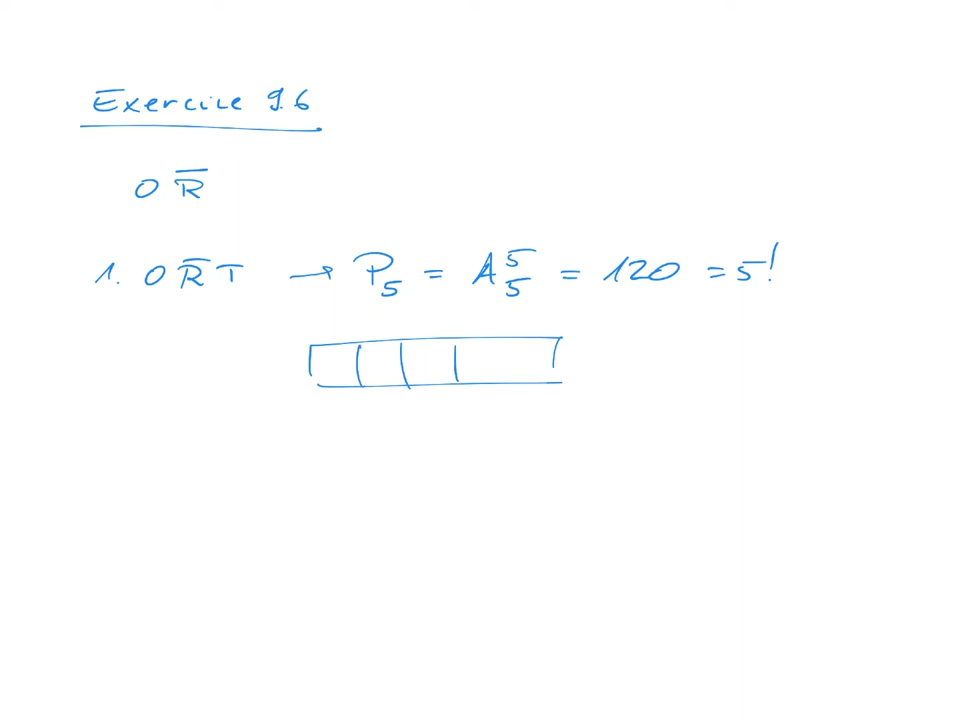 Exercice 9.6
O R̅
1. O R̅ T → P₅ = A⁵₅ = 120 = 5!